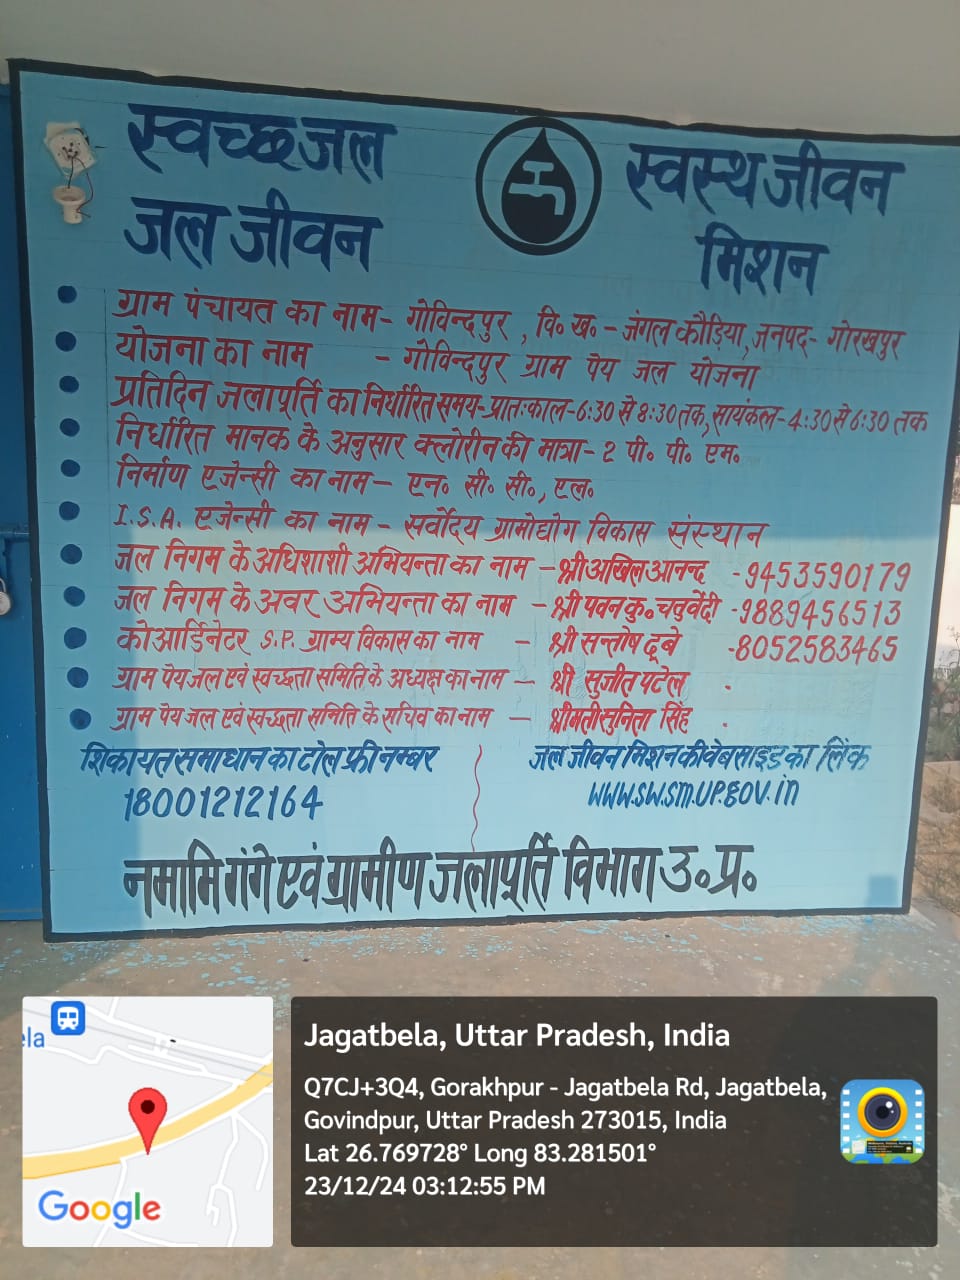 स्वच्छ जल
स्वस्थ जीवन
जल जीवन
मिशन
ग्राम पंचायत का नाम- गोविन्दपुर , वि० ख० - जंगल कौड़िया, जनपद- गोरखपुर
योजना का नाम - गोविन्दपुर ग्राम पेय जल योजना
प्रतिदिन जलापूर्ति का निर्धारित समय-प्रातःकाल-6:30 से 8:30 तक, सायंकल-4:30 से 6:30 तक
निर्धारित मानक के अनुसार क्लोरीन की मात्रा- 2 पी० पी० एम०
निर्माण एजेन्सी का नाम- एन० सी० सी०, एल०
I.S.A. एजेन्सी का नाम - सर्वोदय ग्रामोद्योग विकास संस्थान
जल निगम के अधिशाशी अभियन्ता का नाम - श्री अखिल आनन्द -9453590179
जल निगम के अवर अभियन्ता का नाम - श्री पवन कु० चतुर्वेदी -9889456513
कोआर्डिनेटर S.P. ग्राम्य विकास का नाम - श्री सन्तोष दूबे -8052583465
ग्राम पेयजल एवं स्वच्छता समिति के अध्यक्ष का नाम - श्री सुजीत पटेल .
ग्राम पेय जल एवं स्वच्छता समिति के सचिव का नाम - श्रीमती सुनिता सिंह .
शिकायत समाधान का टोल फ्री नम्बर
18001212164
जल जीवन मिशन की वेबसाइड का लिंक
www.swsm.up.gov.in
नमामि गंगे एवं ग्रामीण जलापूर्ति विभाग उ० प्र०
ela
Google
Jagatbela, Uttar Pradesh, India
Q7CJ+3Q4, Gorakhpur - Jagatbela Rd, Jagatbela,
Govindpur, Uttar Pradesh 273015, India
Lat 26.769728° Long 83.281501°
23/12/24 03:12:55 PM